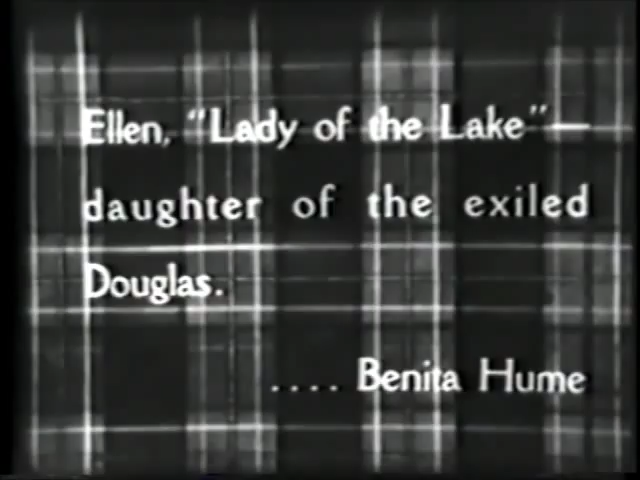 Ellen, "Lady of the Lake"—
daughter of the exiled
Douglas.
.... Benita Hume